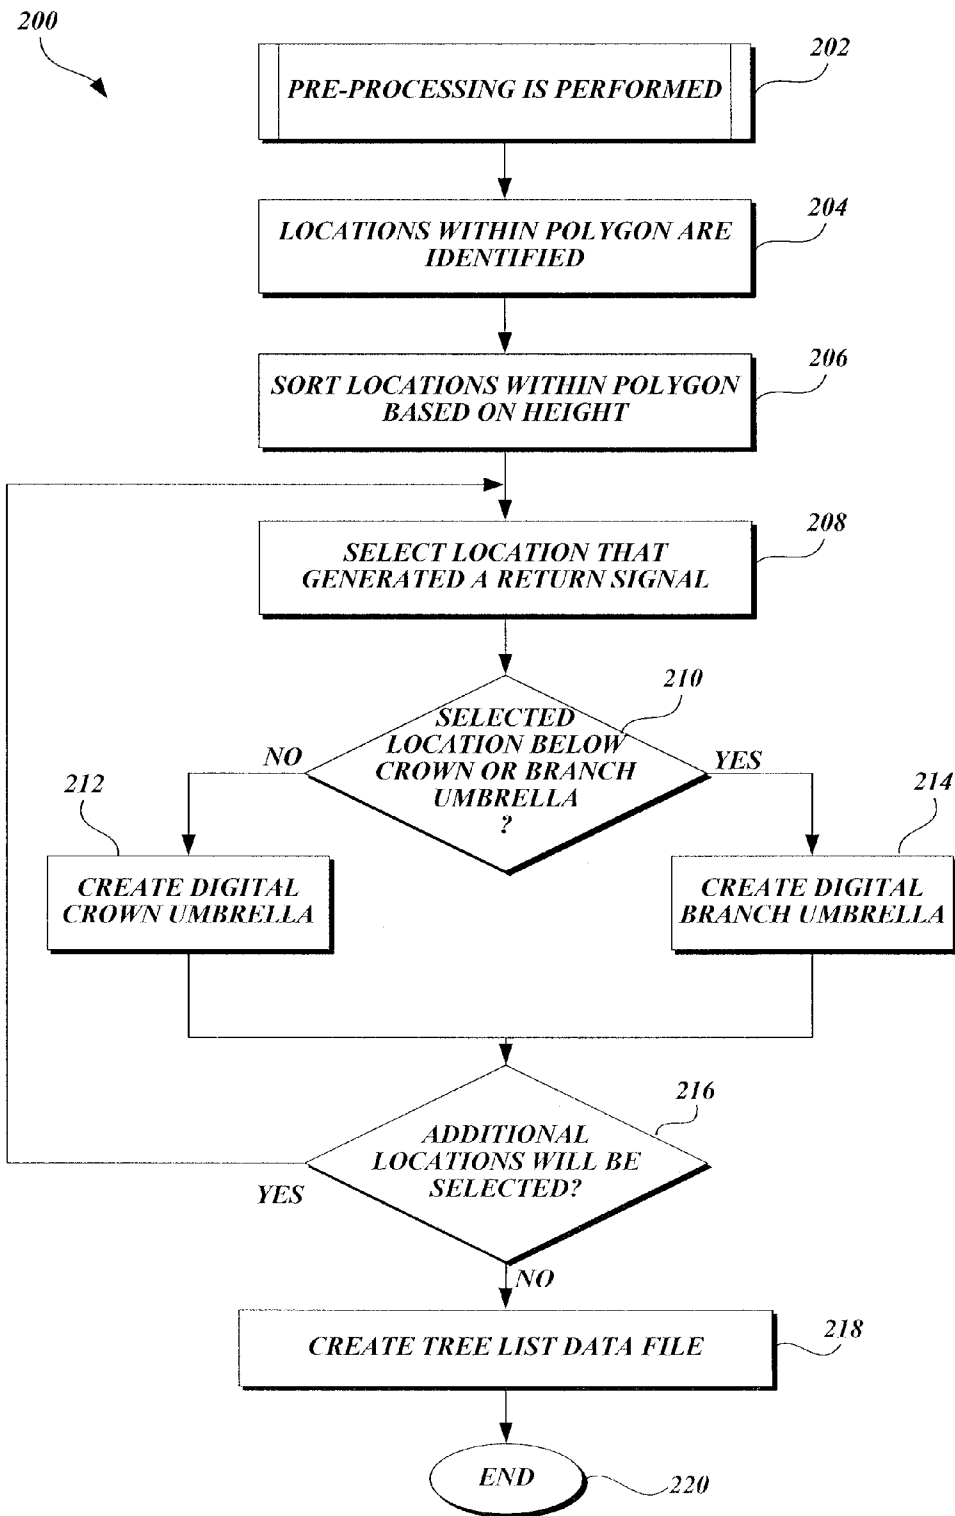 200
202
PRE-PROCESSING IS PERFORMED
204
LOCATIONS WITHIN POLYGON ARE
IDENTIFIED
206
SORT LOCATIONS WITHIN POLYGON
BASED ON HEIGHT
208
SELECT LOCATION THAT
GENERATED A RETURN SIGNAL
210
SELECTED
LOCATION BELOW
CROWN OR BRANCH
UMBRELLA
?
NO
YES
212
214
CREATE DIGITAL
CROWN UMBRELLA
CREATE DIGITAL
BRANCH UMBRELLA
216
ADDITIONAL
LOCATIONS WILL BE
SELECTED?
YES
NO
218
CREATE TREE LIST DATA FILE
END
220